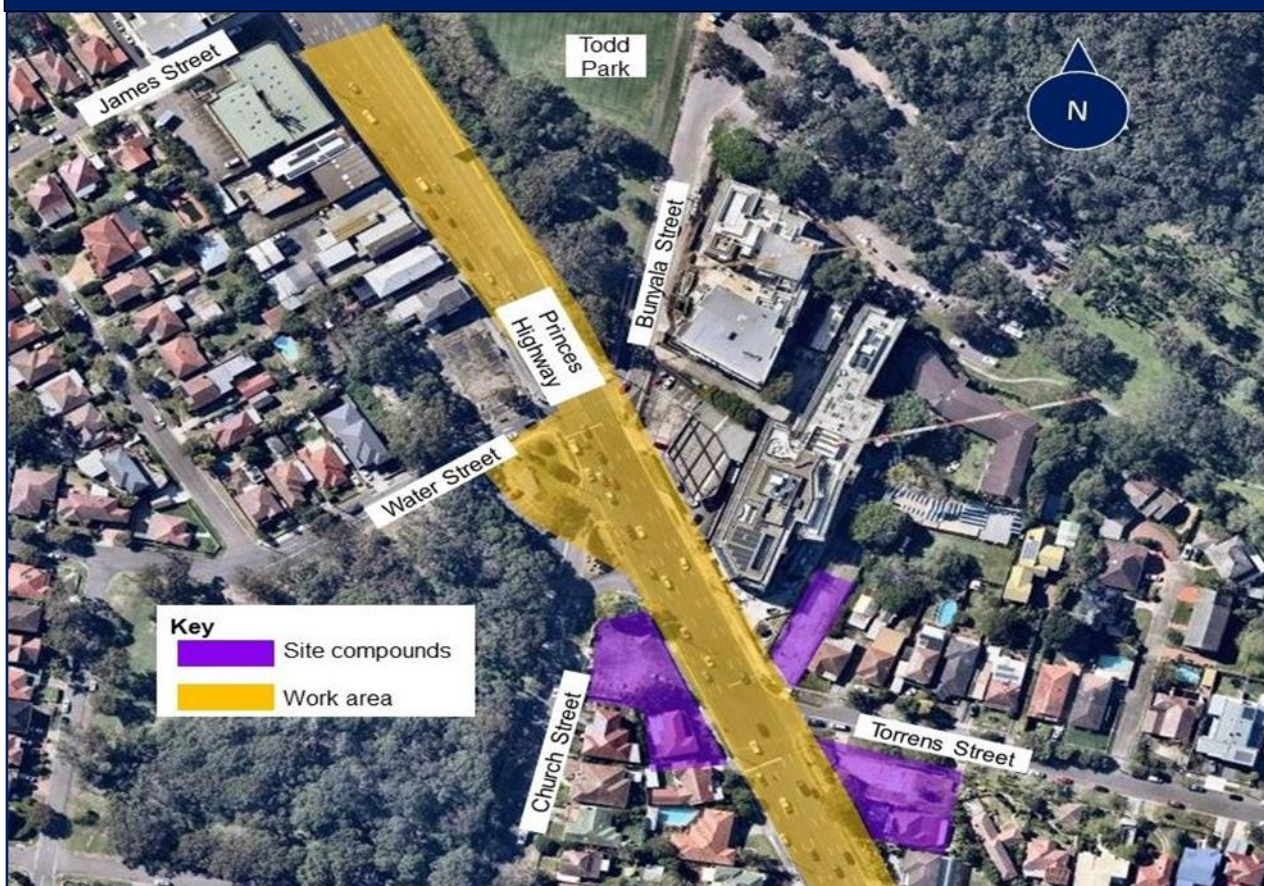 James Street
Todd
Park
N
Bunyala Street
Princes
Highway
Water Street
Key
Site compounds
Work area
Church Street
Torrens Street